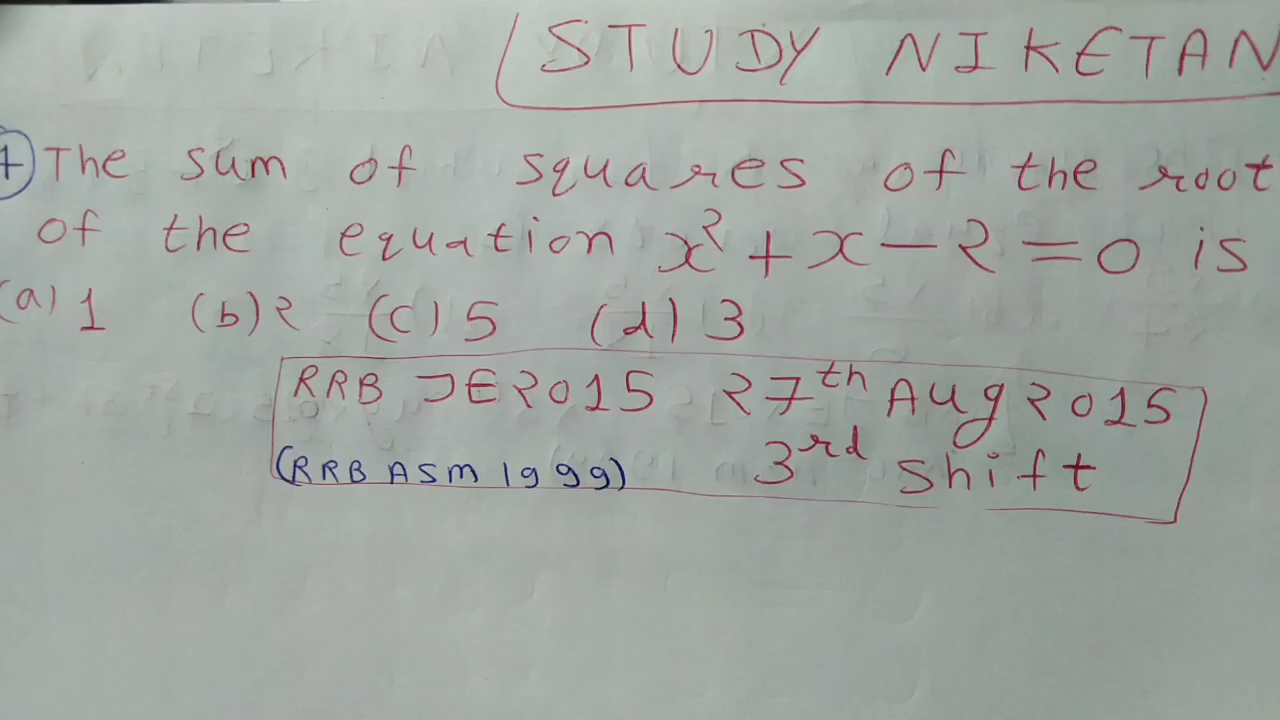 STUDY NIKETAN
The sum of squares of the root
of the equation x²+x-2=0 is
(a) 1 (b) 2 (c) 5 (d) 3
RRB JE 2015 27th Aug 2015
(RRB ASM 1999) 3rd Shift